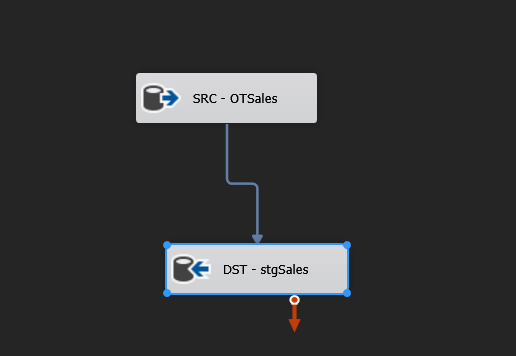 SRC - OTSales
DST - stgSales